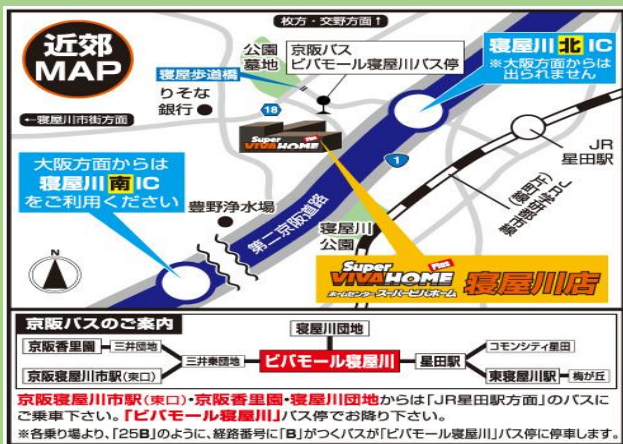 近郊
MAP
枚方・交野方面↑
公園
墓地
京阪バス
ビバモール寝屋川バス停
寝屋川北IC
※大阪方面からは
出られません
寝屋歩道橋
りそな
銀行
18
←寝屋川市街方面
Super
VIVAHOME
PLUS
1
JR
星田駅
JR学研都市線
(片町線)
大阪方面からは
寝屋川南IC
をご利用ください
豊野浄水場
第二京阪道路
寝屋川
公園
N
Super PLUS
VIVAHOME
ホームセンター スーパービバホーム
寝屋川店
京阪バスのご案内
寝屋川団地
京阪香里園
三井団地
三井秦団地
ビバモール寝屋川
星田駅
コモンシティ星田
京阪寝屋川市駅(東口)
東寝屋川駅
梅が丘
京阪寝屋川市駅(東口)・京阪香里園・寝屋川団地からは「JR星田駅方面」のバスに
ご乗車下さい。「ビバモール寝屋川」バス停でお降り下さい。
※各乗り場より、「25B」のように、経路番号に「B」がつくバスが「ビバモール寝屋川」バス停に停車します。